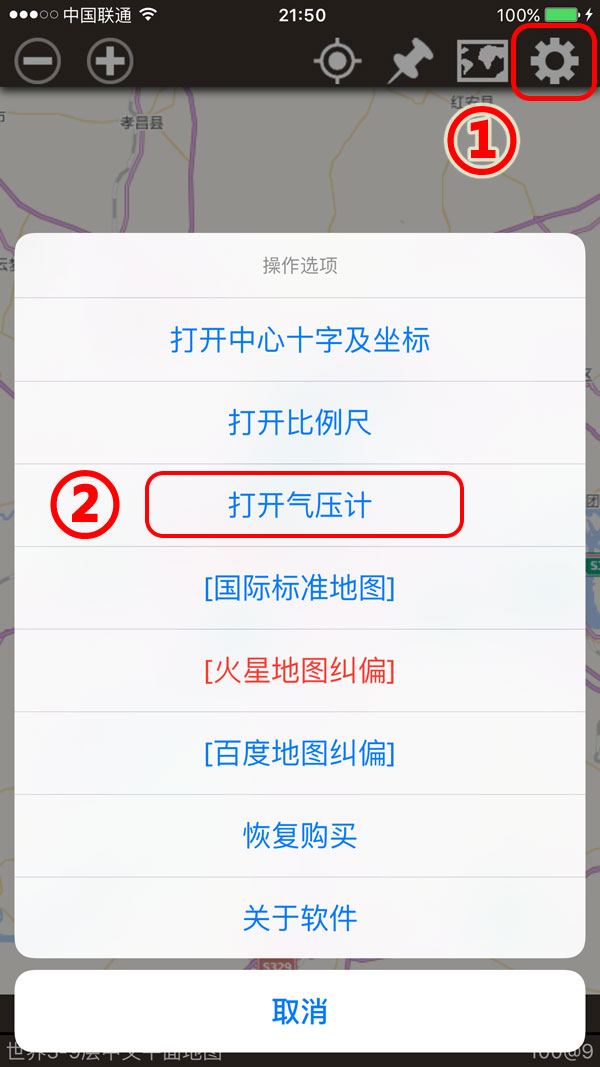 中国联通
21:50
100%
孝昌县
红安县
①
操作选项
打开中心十字及坐标
打开比例尺
② 打开气压计
[国际标准地图]
[火星地图纠偏]
[百度地图纠偏]
恢复购买
关于软件
S329
取消
世界3-9层中文平面地图
100@9